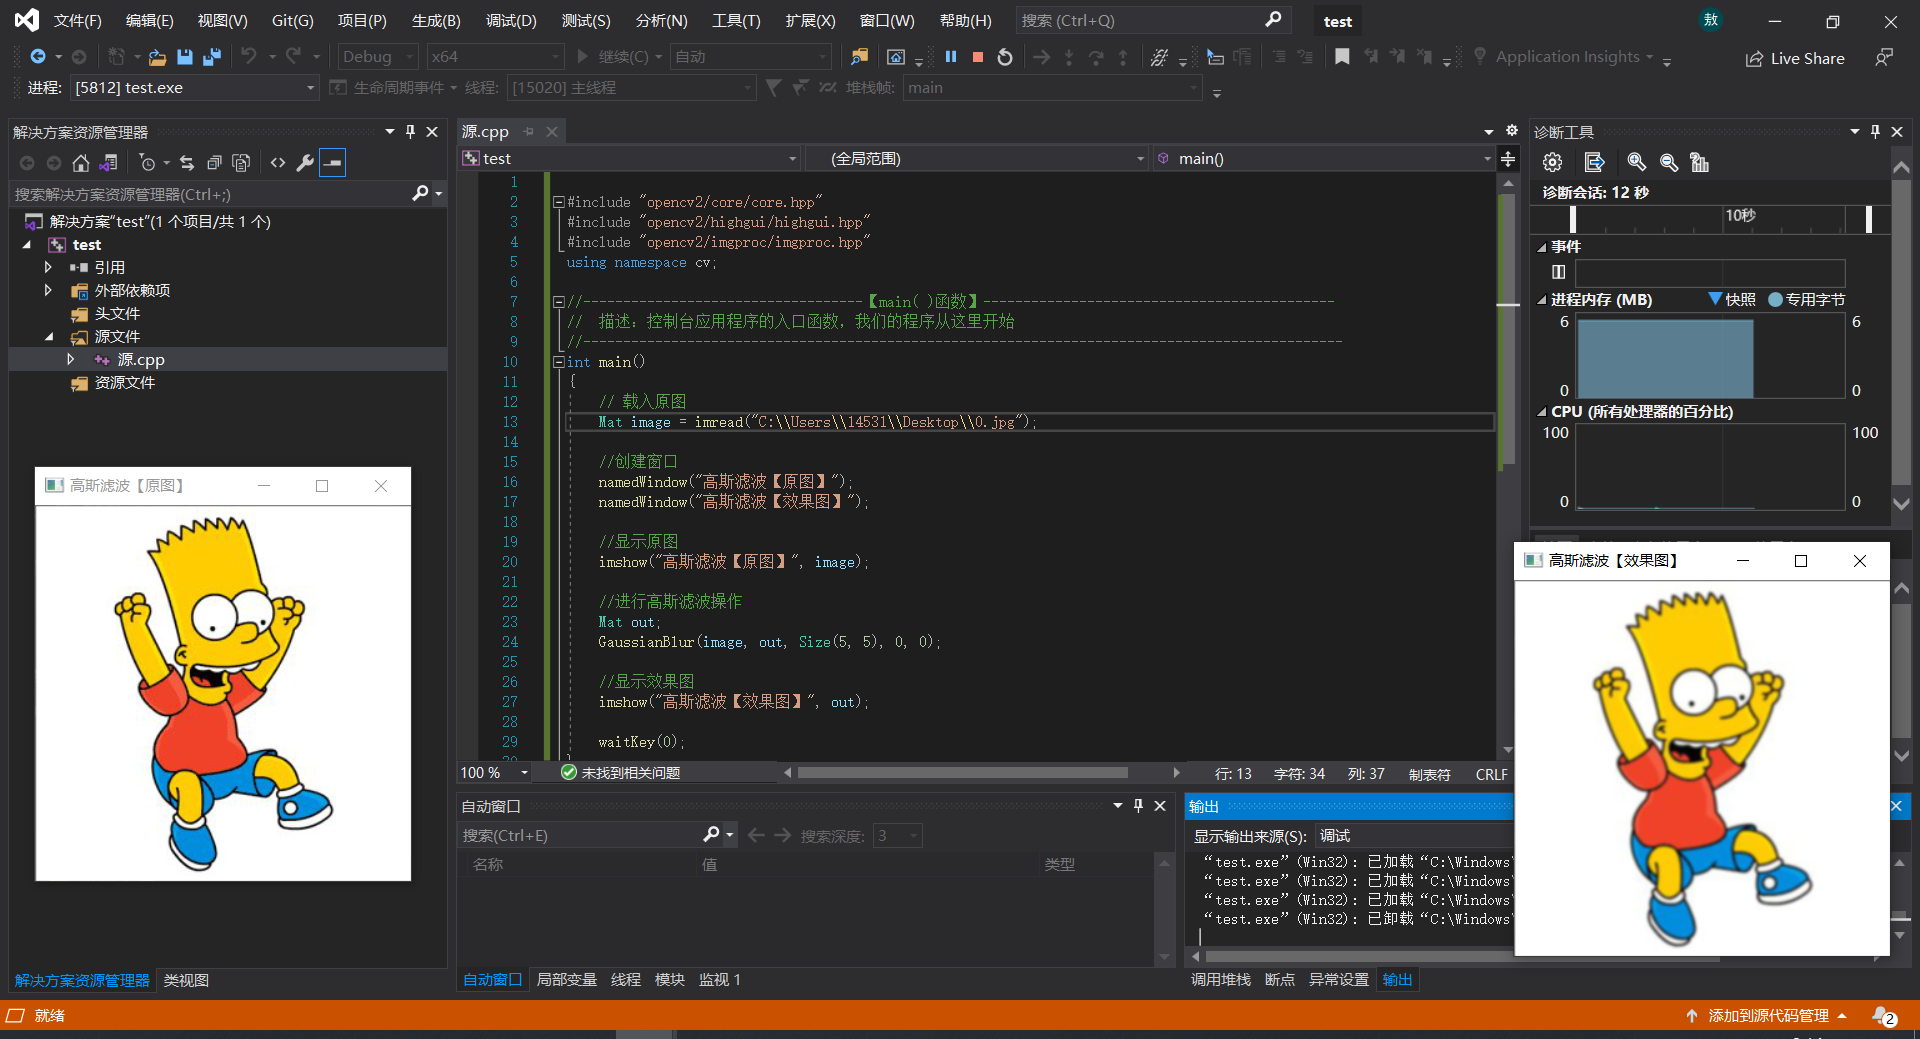 文件(F) 编辑(E) 视图(V) Git(G) 项目(P) 生成(B) 调试(D) 测试(S) 分析(N) 工具(T) 扩展(X) 窗口(W) 帮助(H) 搜索 (Ctrl+Q) test 敖
Debug x64 继续(C) 自动 Application Insights Live Share
进程: [5812] test.exe 生命周期事件 线程: [15020] 主线程 堆栈帧: main
解决方案资源管理器
搜索解决方案资源管理器(Ctrl+;)
解决方案"test"(1 个项目/共 1 个)
test
引用
外部依赖项
头文件
源文件
源.cpp
资源文件
高斯滤波【原图】
解决方案资源管理器 类视图
源.cpp
test (全局范围) main()
1
2 #include "opencv2/core/core.hpp"
3 #include "opencv2/highgui/highgui.hpp"
4 #include "opencv2/imgproc/imgproc.hpp"
5 using namespace cv;
6
7 //-----------------------------------【main( )函数】--------------------------------------------
8 // 描述：控制台应用程序的入口函数，我们的程序从这里开始
9 //-----------------------------------------------------------------------------------------------
10 int main()
11 {
12 // 载入原图
13 Mat image = imread("C:\\Users\\14531\\Desktop\\0.jpg");
14
15 //创建窗口
16 namedWindow("高斯滤波【原图】");
17 namedWindow("高斯滤波【效果图】");
18
19 //显示原图
20 imshow("高斯滤波【原图】", image);
21
22 //进行高斯滤波操作
23 Mat out;
24 GaussianBlur(image, out, Size(5, 5), 0, 0);
25
26 //显示效果图
27 imshow("高斯滤波【效果图】", out);
28
29 waitKey(0);
100 % 未找到相关问题 行: 13 字符: 34 列: 37 制表符 CRLF
自动窗口
搜索(Ctrl+E) 搜索深度: 3
名称 值 类型
自动窗口 局部变量 线程 模块 监视 1
输出
显示输出来源(S): 调试
“test.exe” (Win32): 已加载 “C:\Windows\
“test.exe” (Win32): 已加载 “C:\Windows\
“test.exe” (Win32): 已加载 “C:\Windows\
“test.exe” (Win32): 已卸载 “C:\Windows\
调用堆栈 断点 异常设置 输出
诊断工具
诊断会话: 12 秒
10秒
事件
进程内存 (MB) 快照 专用字节
6 6
0 0
CPU (所有处理器的百分比)
100 100
0 0
高斯滤波【效果图】
就绪 添加到源代码管理 2